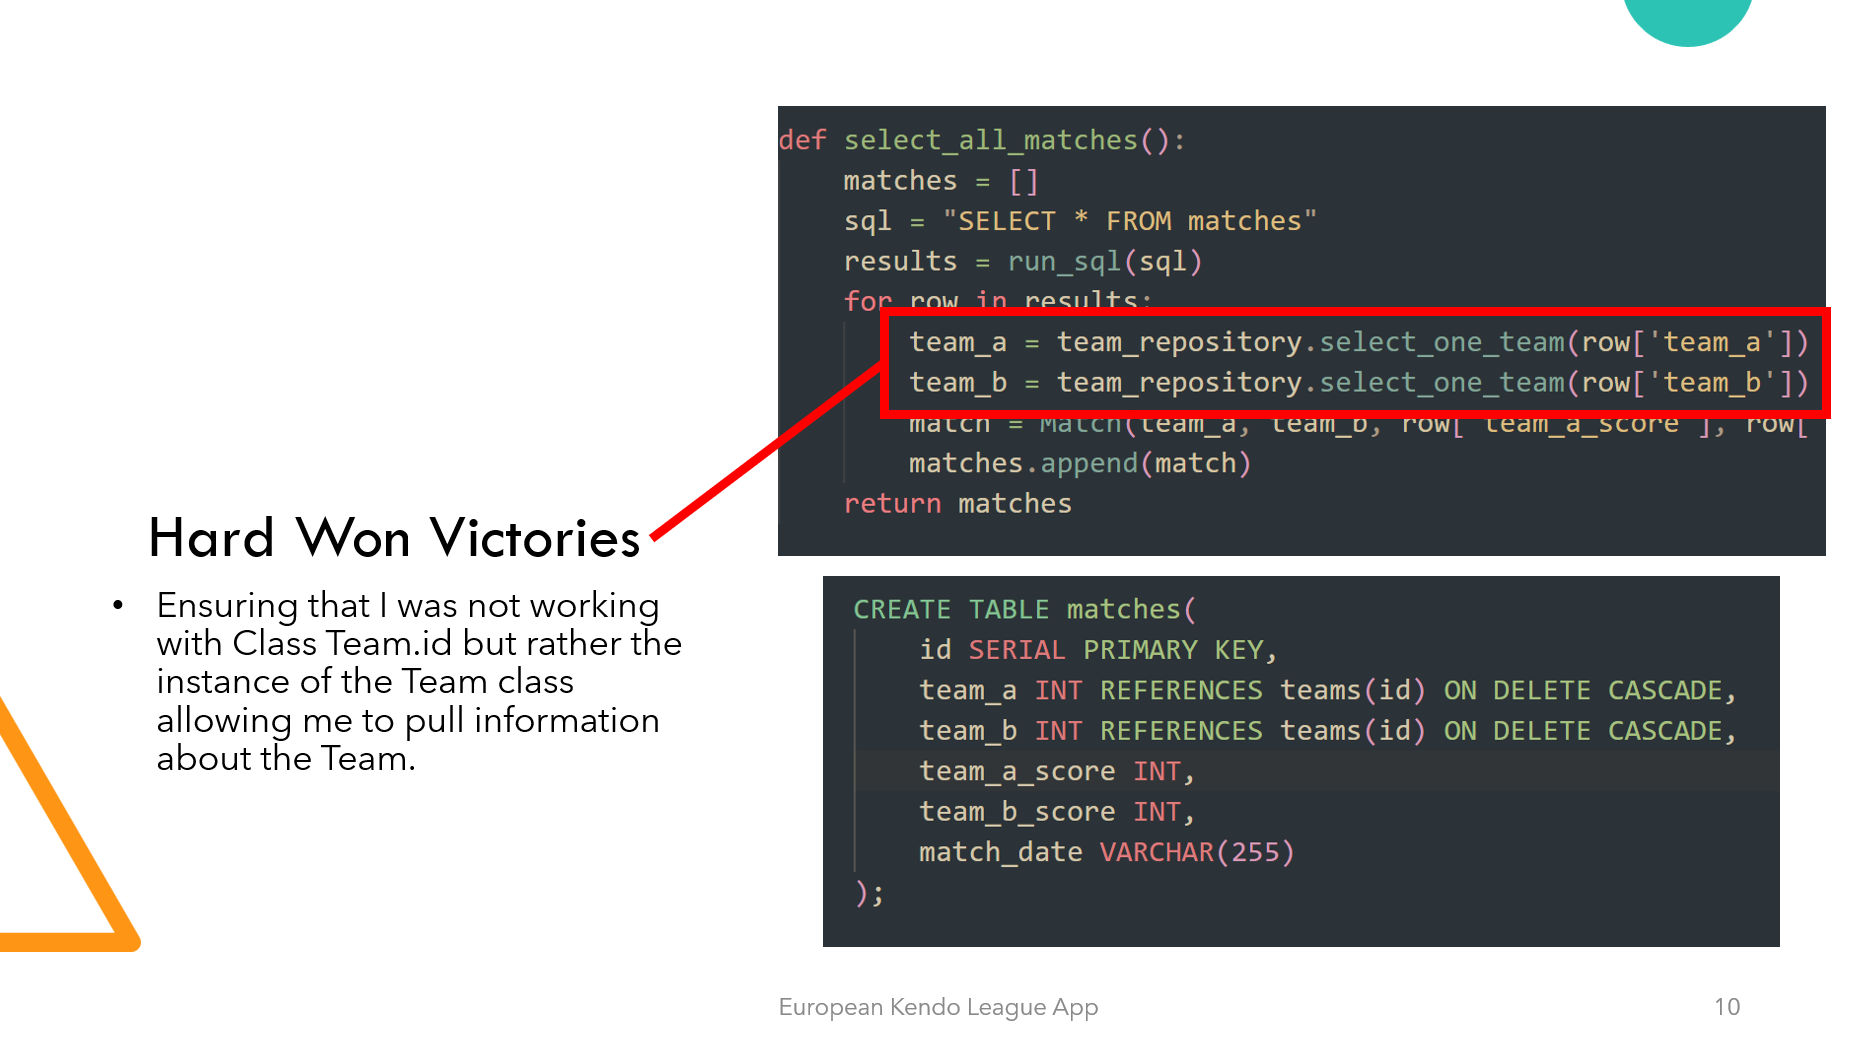 Hard Won Victories
• Ensuring that I was not working
with Class Team.id but rather the
instance of the Team class
allowing me to pull information
about the Team.
def select_all_matches():
matches = []
sql = "SELECT * FROM matches"
results = run_sql(sql)
for row in results:
team_a = team_repository.select_one_team(row['team_a'])
team_b = team_repository.select_one_team(row['team_b'])
match = Match(team_a, team_b, row['team_a_score'], row[
matches.append(match)
return matches
CREATE TABLE matches(
id SERIAL PRIMARY KEY,
team_a INT REFERENCES teams(id) ON DELETE CASCADE,
team_b INT REFERENCES teams(id) ON DELETE CASCADE,
team_a_score INT,
team_b_score INT,
match_date VARCHAR(255)
);
European Kendo League App
10